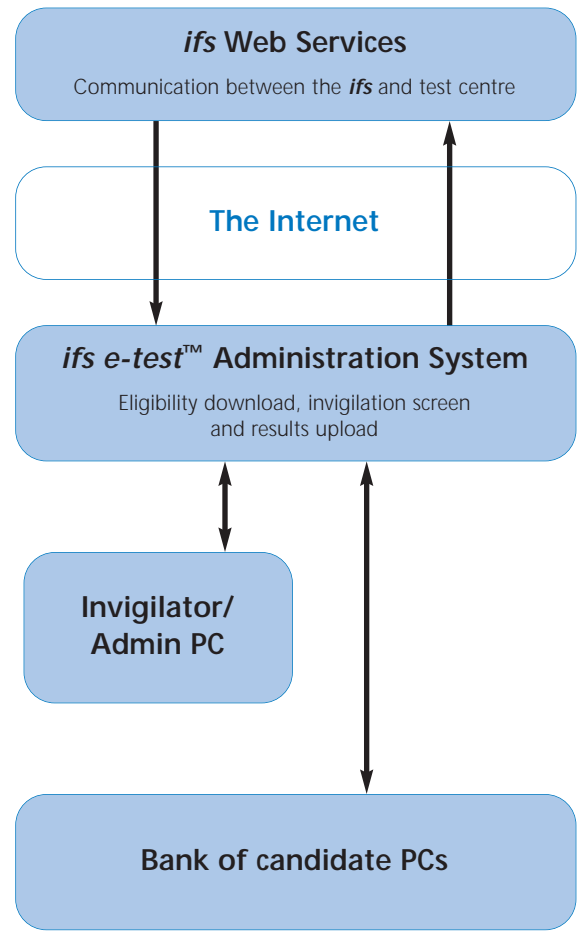 ifs Web Services
Communication between the ifs and test centre
The Internet
ifs e-test™ Administration System
Eligibility download, invigilation screen
and results upload
Invigilator/
Admin PC
Bank of candidate PCs